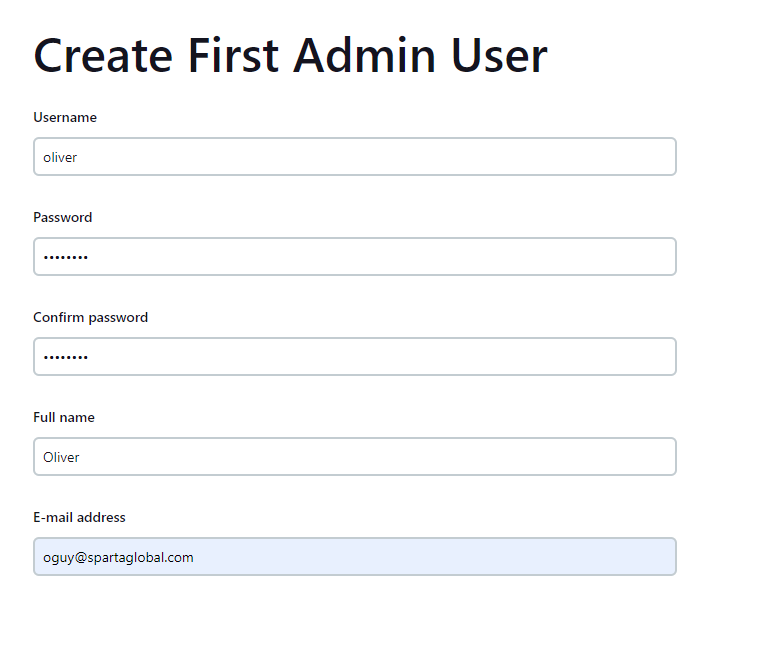 Create First Admin User
Username
oliver
Password
••••••••
Confirm password
••••••••
Full name
Oliver
E-mail address
oguy@spartaglobal.com